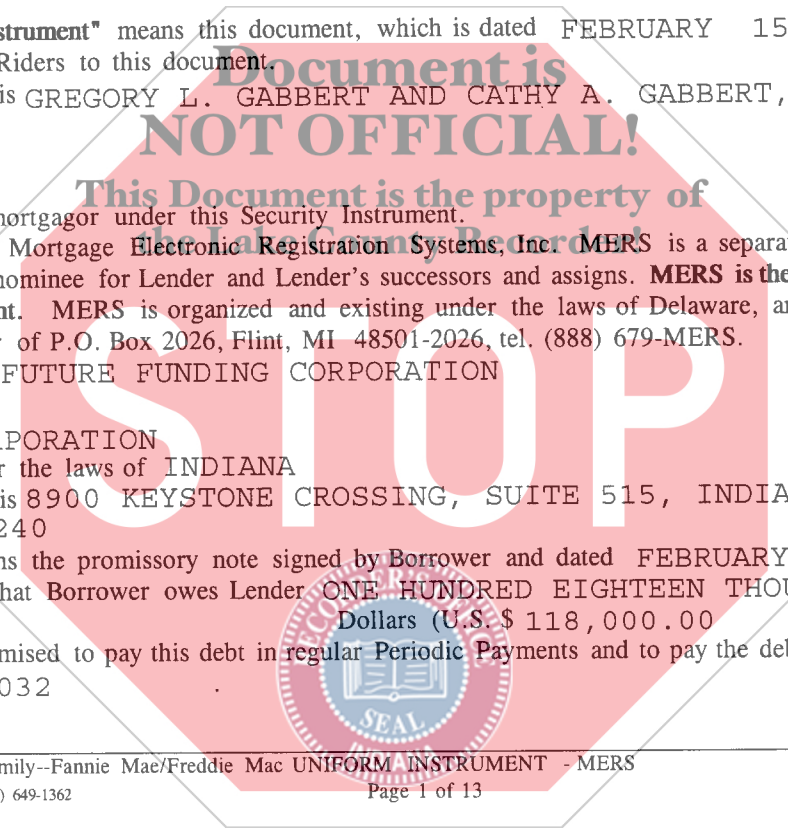 strument" means this document, which is dated FEBRUARY 15
Riders to this document.
Document is
is GREGORY L. GABBERT AND CATHY A. GABBERT,
NOT OFFICIAL!
This Document is the property of
mortgagor under this Security Instrument.
the Lake County Recorder!
Mortgage Electronic Registration Systems, Inc. MERS is a separa
nominee for Lender and Lender's successors and assigns. MERS is the
nt. MERS is organized and existing under the laws of Delaware, a
of P.O. Box 2026, Flint, MI 48501-2026, tel. (888) 679-MERS.
FUTURE FUNDING CORPORATION
STOP
RPORATION
r the laws of INDIANA
is 8900 KEYSTONE CROSSING, SUITE 515, INDIA
240
ns the promissory note signed by Borrower and dated FEBRUARY
hat Borrower owes Lender ONE HUNDRED EIGHTEEN THOU
Dollars (U.S. $ 118,000.00
mised to pay this debt in regular Periodic Payments and to pay the deb
032
SEAL
INDIANA
mily--Fannie Mae/Freddie Mac UNIFORM INSTRUMENT - MERS
) 649-1362
Page 1 of 13